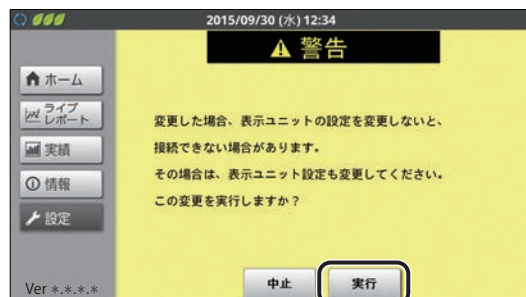 2015/09/30 (水) 12:34
警告
ホーム
ライブ
レポート
実績
情報
設定
変更した場合、表示ユニットの設定を変更しないと、
接続できない場合があります。
その場合は、表示ユニット設定も変更してください。
この変更を実行しますか?
中止
実行
Ver *.*.*.*